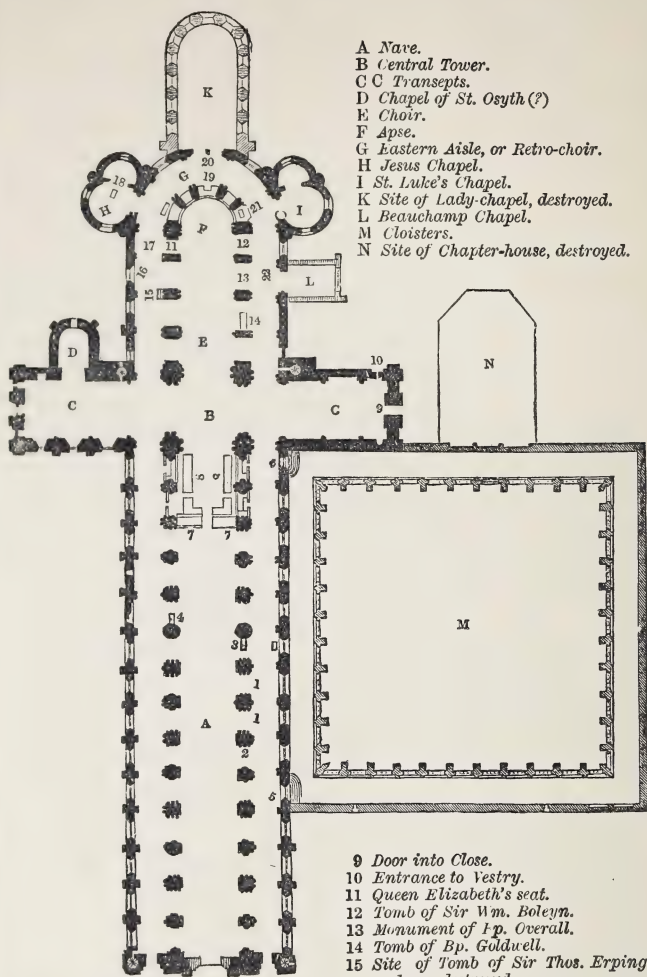 A Nave.
B Central Tower.
C C Transepts.
D Chapel of St. Osyth (?)
E Choir.
F Apse.
G Eastern Aisle, or Retro-choir.
H Jesus Chapel.
I St. Luke's Chapel.
K Site of Lady-chapel, destroyed.
L Beauchamp Chapel.
M Cloisters.
N Site of Chapter-house, destroyed.
K
20
G
19
18
H
21
I
F
17
11
12
16
13
22
L
15
14
D
E
10
N
C
B
C
9
6
8
7
7
4
3
M
1
A
1
2
5
9 Door into Close.
10 Entrance to Vestry.
11 Queen Elizabeth's seat.
12 Tomb of Sir Wm. Boleyn.
13 Monument of Bp. Overall.
14 Tomb of Bp. Goldwell.
15 Site of Tomb of Sir Thos. Erping